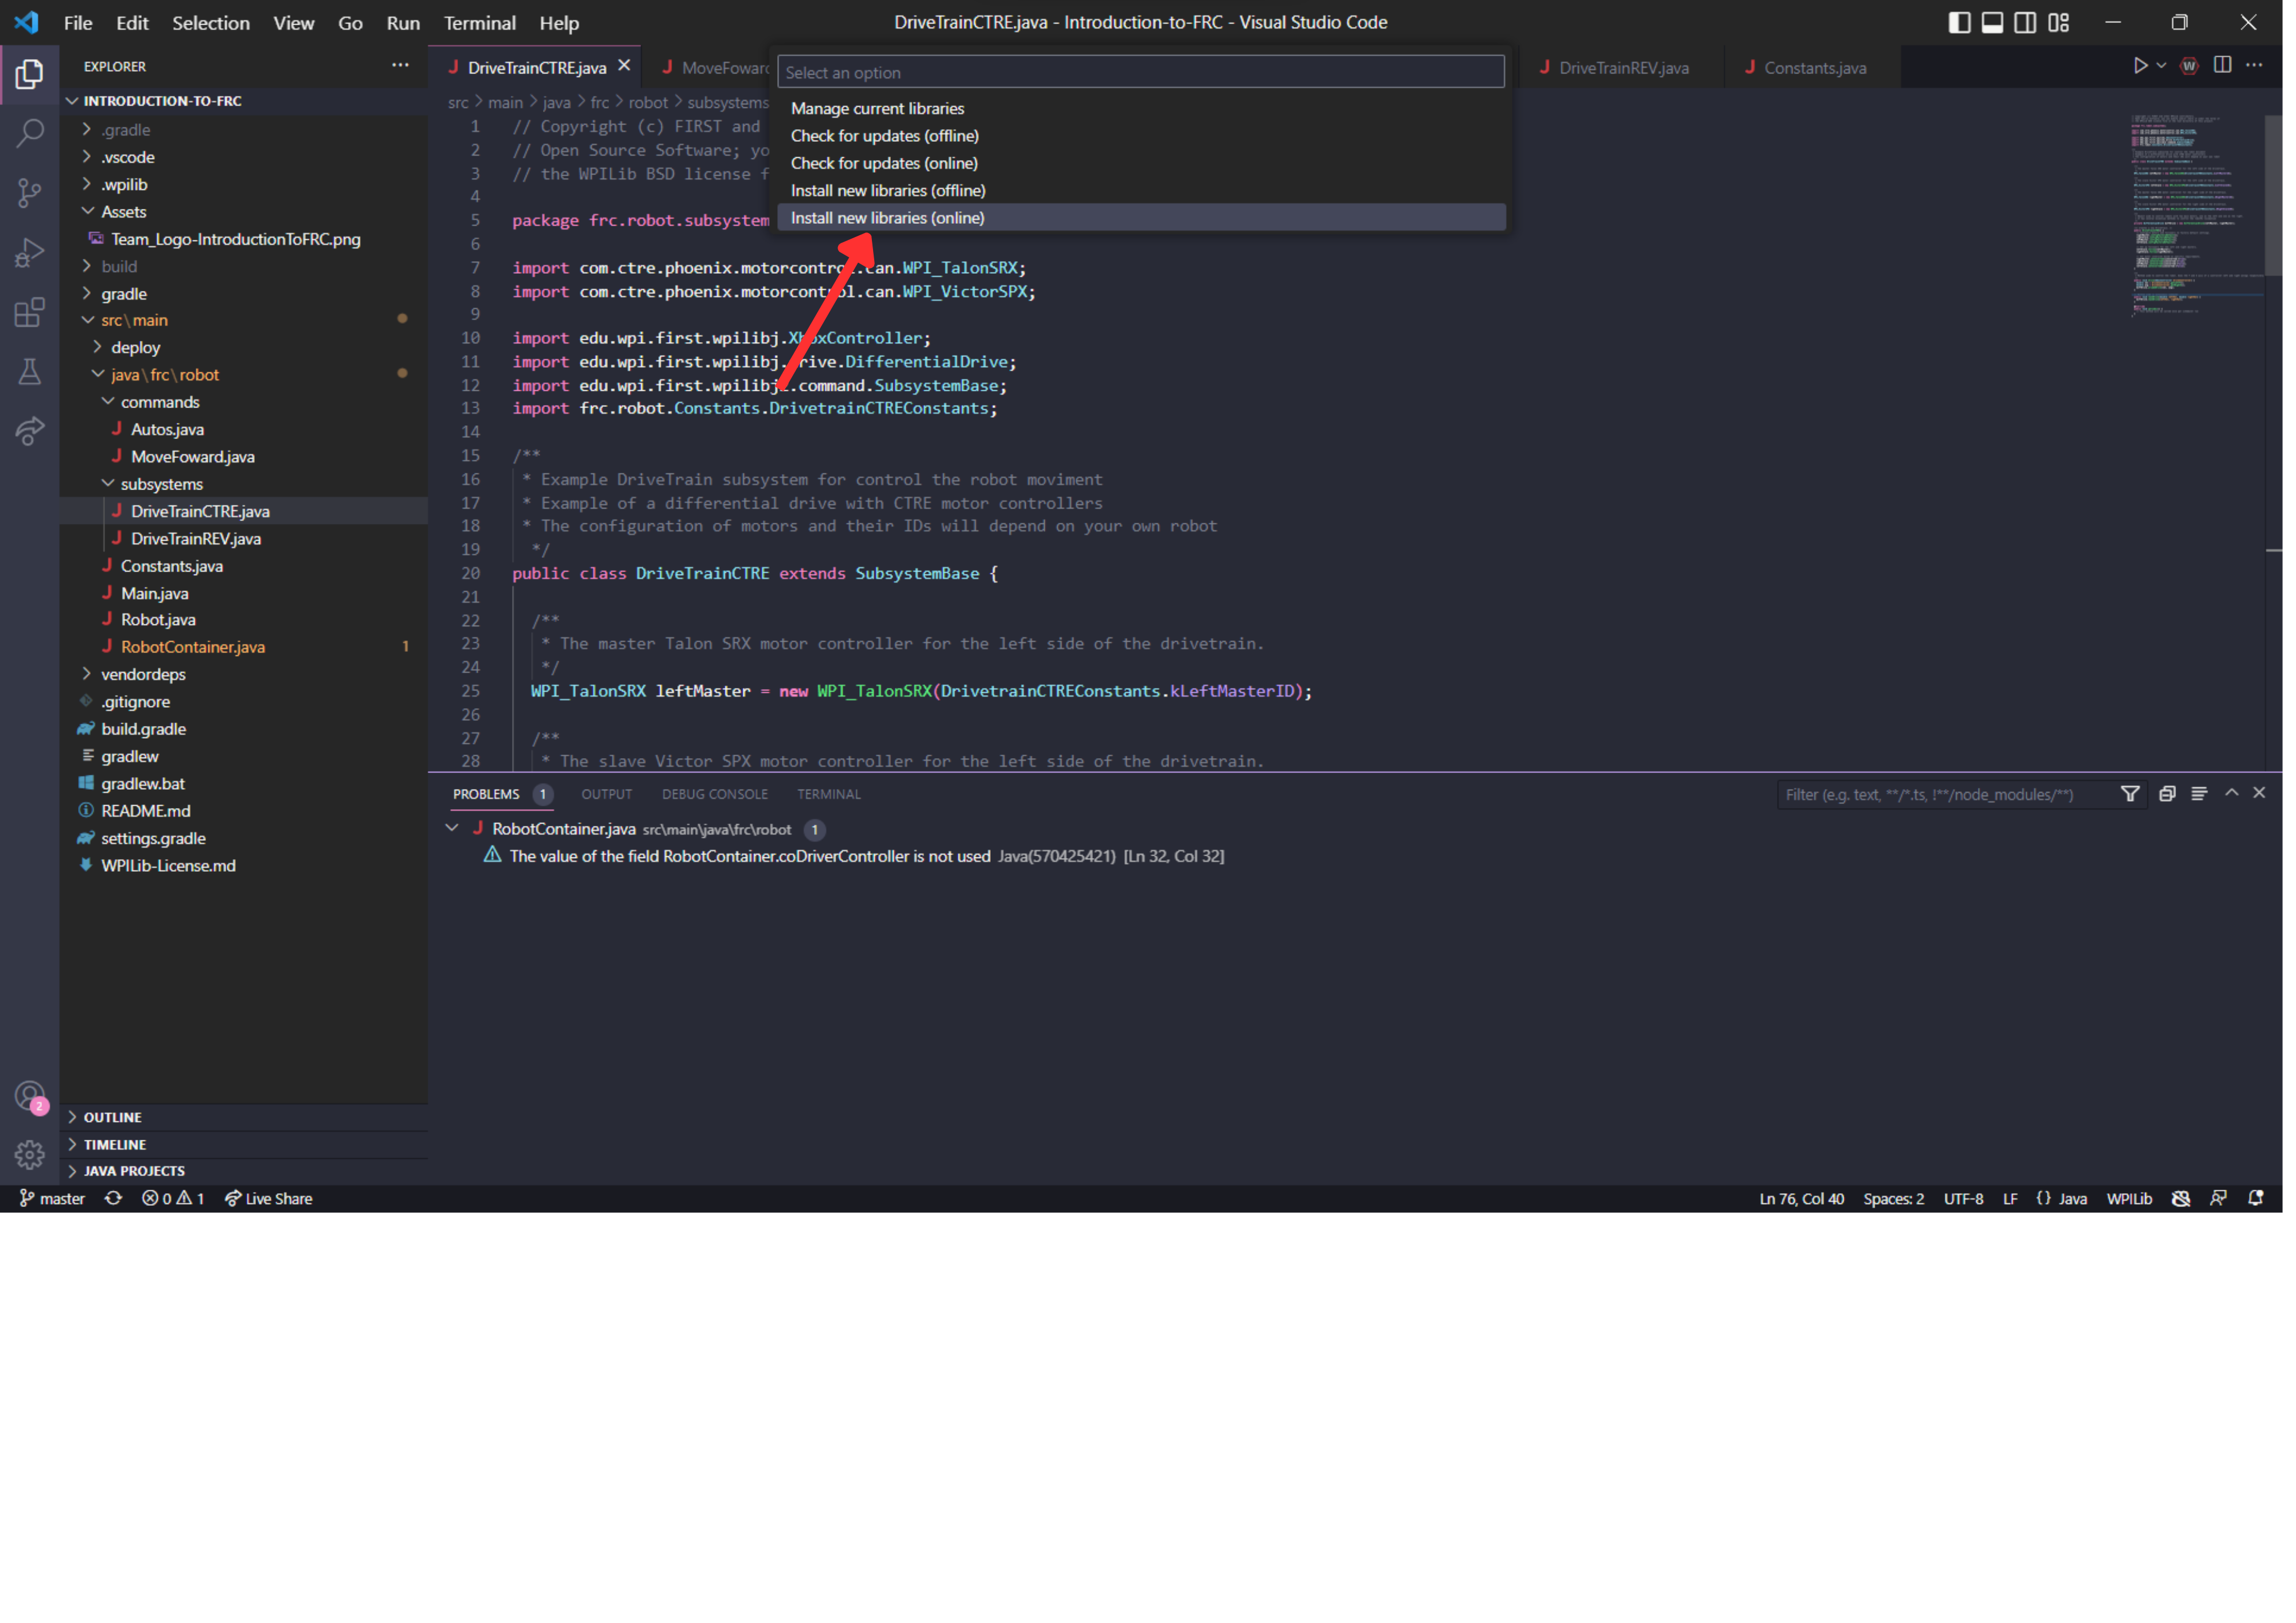 File Edit Selection View Go Run Terminal Help
DriveTrainCTRE.java - Introduction-to-FRC - Visual Studio Code
EXPLORER
INTRODUCTION-TO-FRC
.gradle
.vscode
.wpilib
Assets
Team_Logo-IntroductionToFRC.png
build
gradle
src\main
deploy
java\frc\robot
commands
Autos.java
MoveFoward.java
subsystems
DriveTrainCTRE.java
DriveTrainREV.java
Constants.java
Main.java
Robot.java
RobotContainer.java 1
vendordeps
.gitignore
build.gradle
gradlew
gradlew.bat
README.md
settings.gradle
WPILib-License.md
2
OUTLINE
TIMELINE
JAVA PROJECTS
DriveTrainCTRE.java MoveFoward DriveTrainREV.java Constants.java
Select an option
Manage current libraries
Check for updates (offline)
Check for updates (online)
Install new libraries (offline)
Install new libraries (online)
src > main > java > frc > robot > subsystems
1 // Copyright (c) FIRST and
2 // Open Source Software; yo
3 // the WPILib BSD license f
4
5 package frc.robot.subsystem
6
7 import com.ctre.phoenix.motorcontrol.can.WPI_TalonSRX;
8 import com.ctre.phoenix.motorcontrol.can.WPI_VictorSPX;
9
10 import edu.wpi.first.wpilibj.XboxController;
11 import edu.wpi.first.wpilibj.drive.DifferentialDrive;
12 import edu.wpi.first.wpilibj2.command.SubsystemBase;
13 import frc.robot.Constants.DrivetrainCTREConstants;
14
15 /**
16 * Example DriveTrain subsystem for control the robot moviment
17 * Example of a differential drive with CTRE motor controllers
18 * The configuration of motors and their IDs will depend on your own robot
19 */
20 public class DriveTrainCTRE extends SubsystemBase {
21
22 /**
23 * The master Talon SRX motor controller for the left side of the drivetrain.
24 */
25 WPI_TalonSRX leftMaster = new WPI_TalonSRX(DrivetrainCTREConstants.kLeftMasterID);
26
27 /**
28 * The slave Victor SPX motor controller for the left side of the drivetrain.
PROBLEMS 1 OUTPUT DEBUG CONSOLE TERMINAL
Filter (e.g. text, **/*.ts, !**/node_modules/**)
RobotContainer.java src\main\java\frc\robot 1
The value of the field RobotContainer.coDriverController is not used Java(570425421) [Ln 32, Col 32]
master 0 1 Live Share
Ln 76, Col 40 Spaces: 2 UTF-8 LF {} Java WPILib